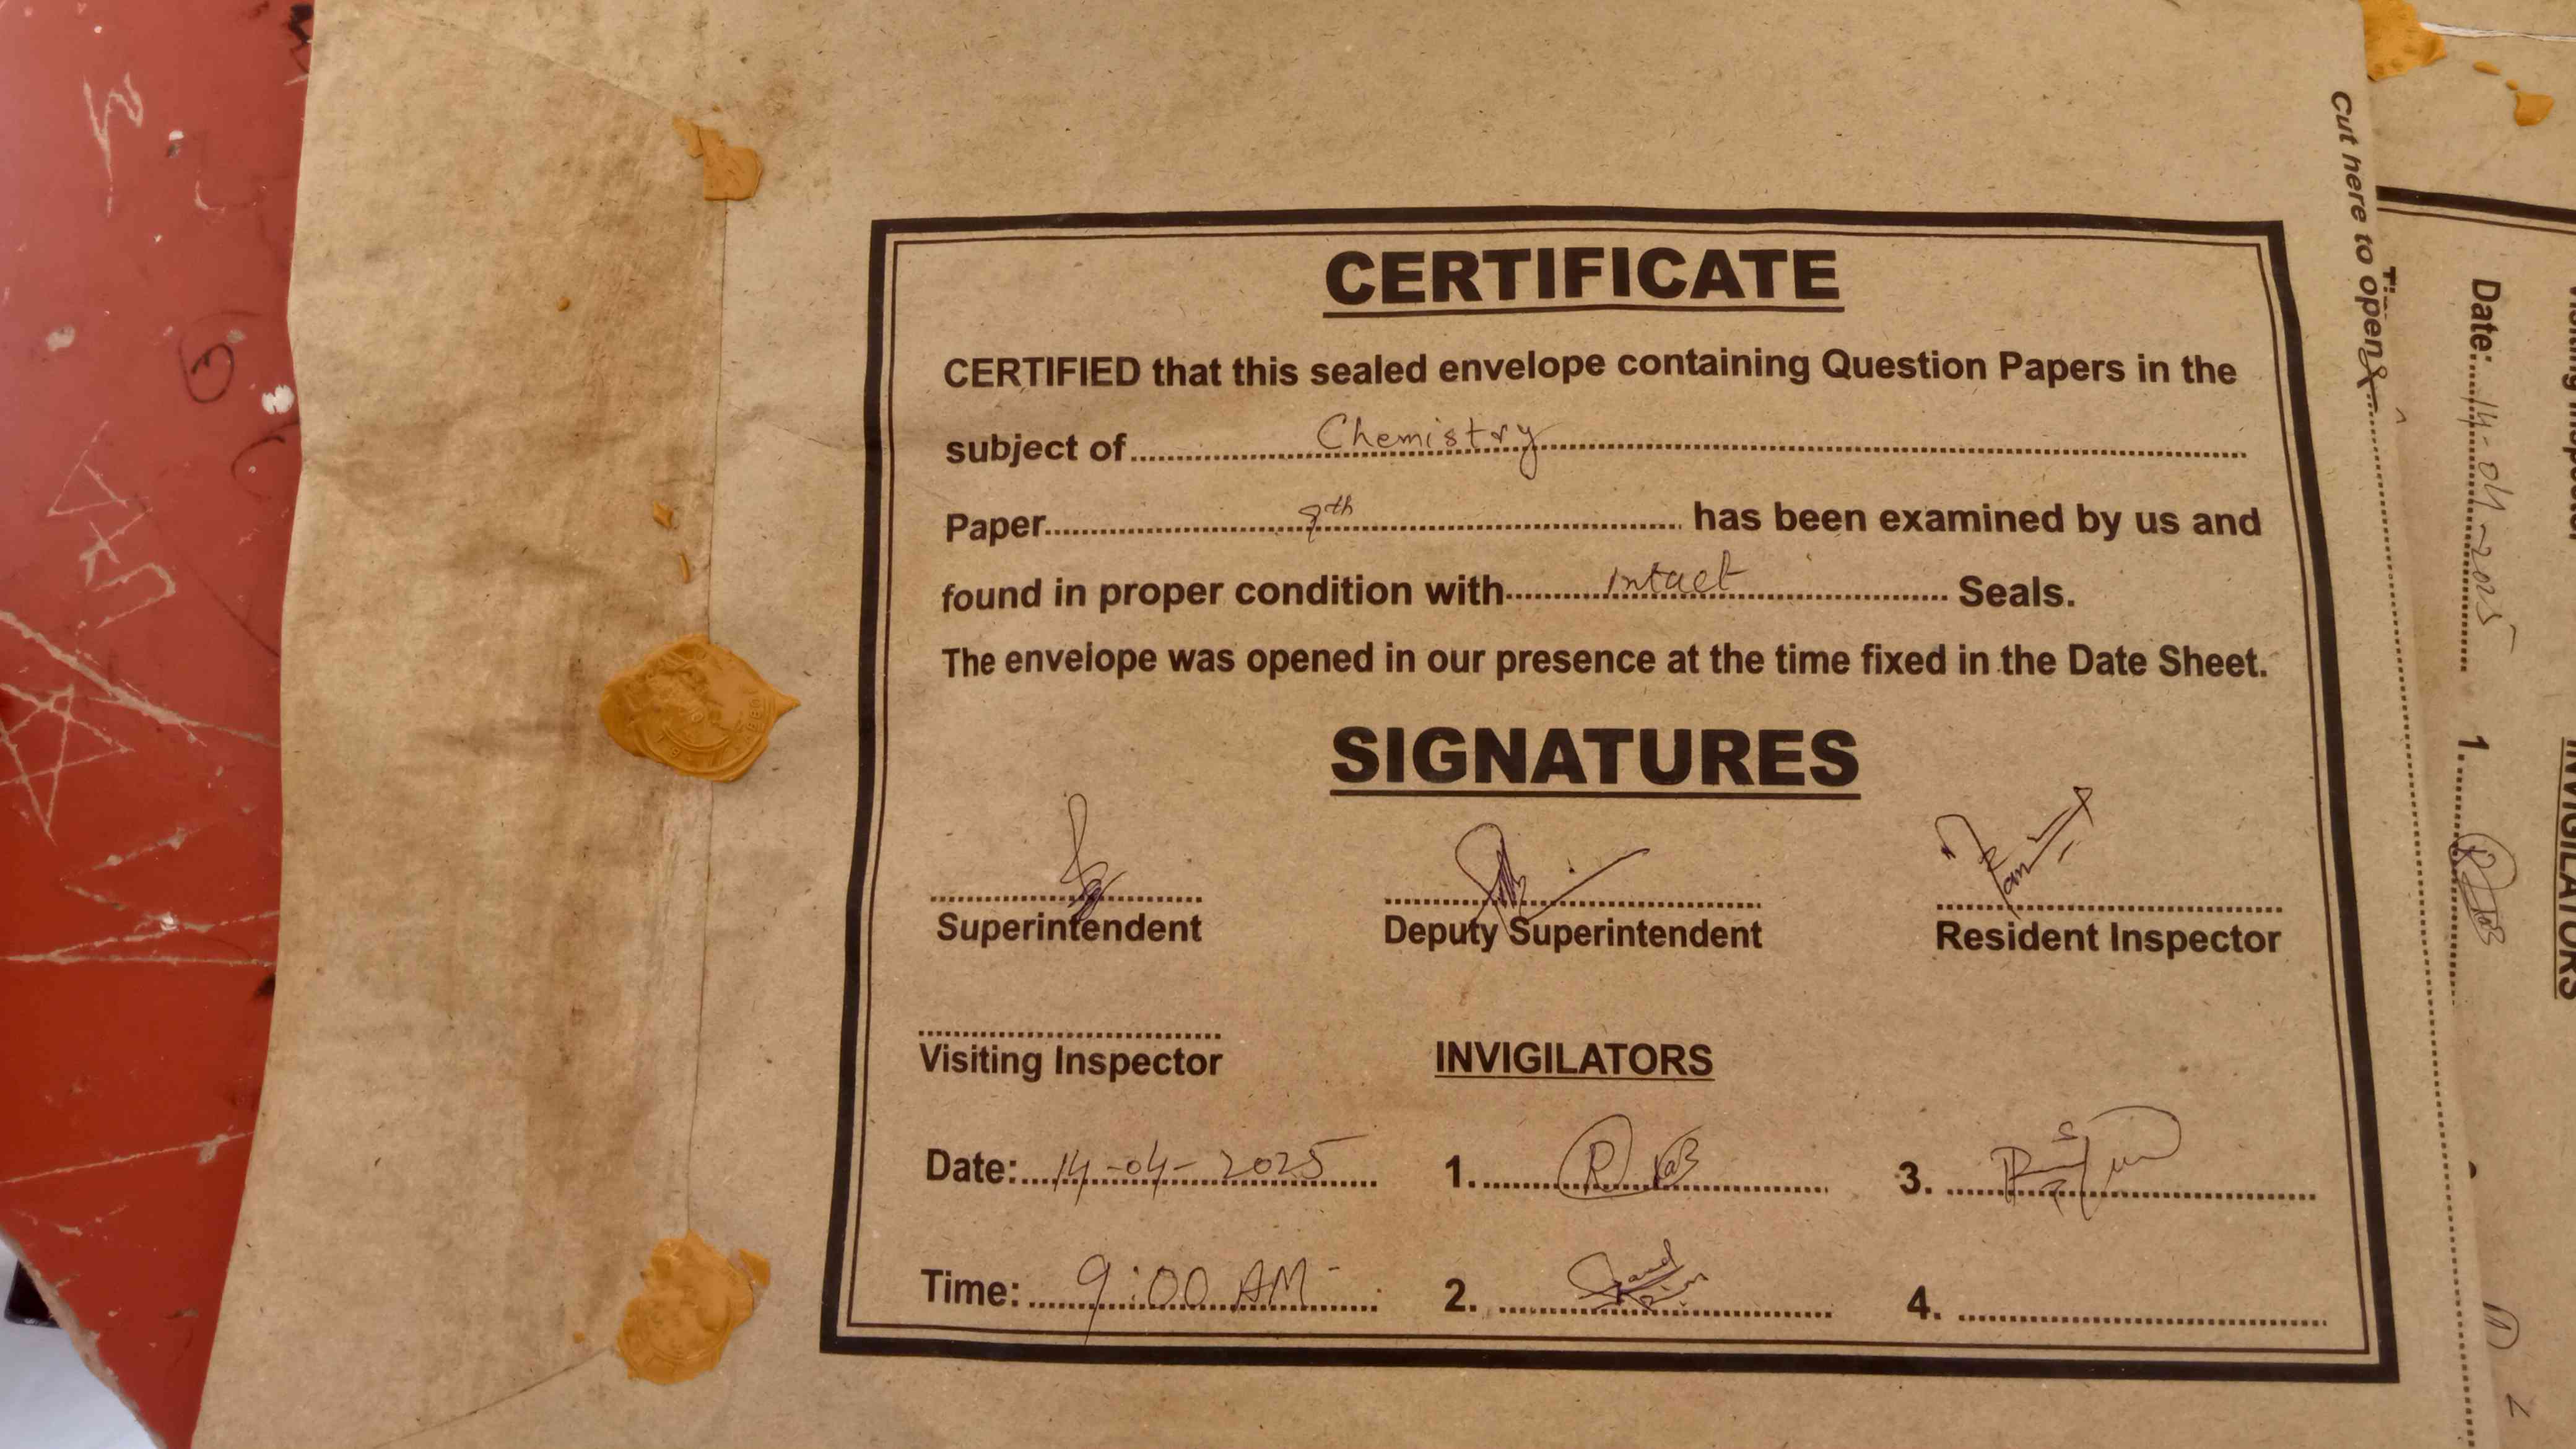 CERTIFICATE
CERTIFIED that this sealed envelope containing Question Papers in the
subject of Chemistry
Paper 9th has been examined by us and
found in proper condition with Intact Seals.
The envelope was opened in our presence at the time fixed in the Date Sheet.
SIGNATURES
Superintendent Deputy Superintendent Resident Inspector
Visiting Inspector INVIGILATORS
Date: 14-04-2025 1. 3.
Time: 9:00 AM 2. 4.
Cut here to open
Date: 14-04-2025 1.
INVIGILATORS